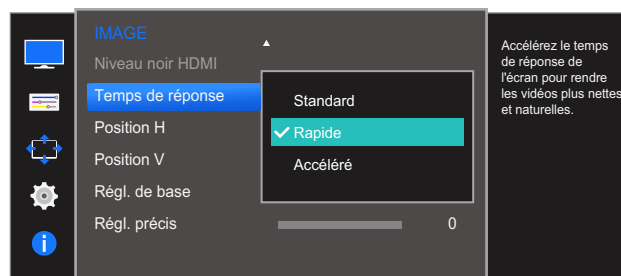 IMAGE
Niveau noir HDMI
Temps de réponse
Position H
Position V
Régl. de base
Régl. précis
0
Standard
Rapide
Accéléré
Accélérez le temps
de réponse de
l'écran pour rendre
les vidéos plus nettes
et naturelles.